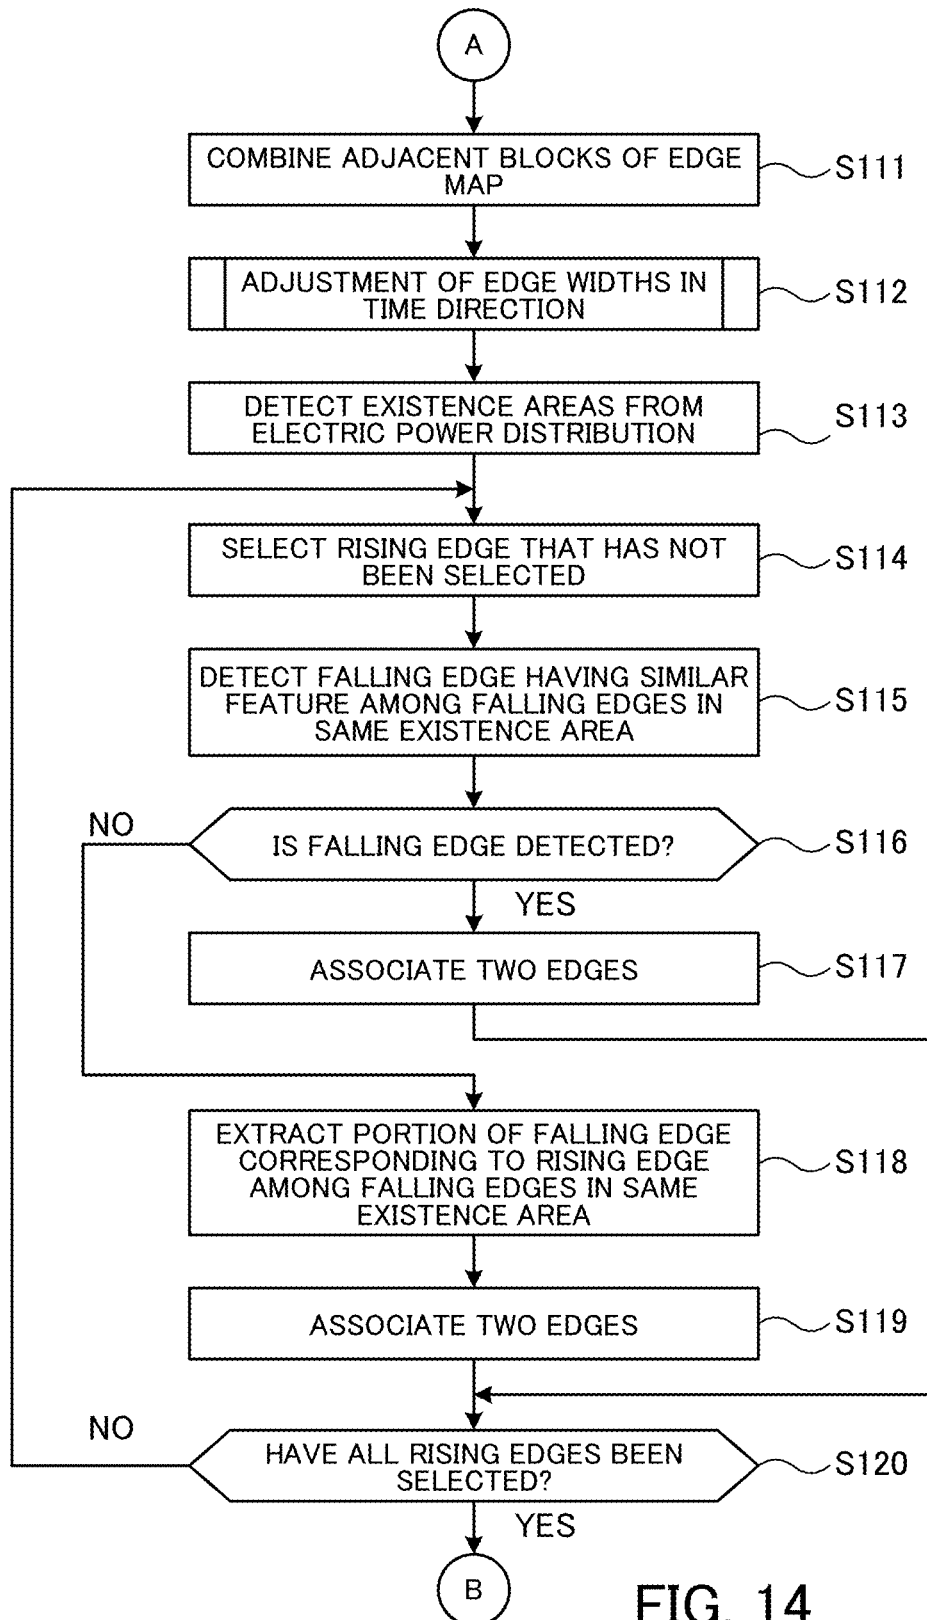 A
COMBINE ADJACENT BLOCKS OF EDGE
MAP
S111
ADJUSTMENT OF EDGE WIDTHS IN
TIME DIRECTION
S112
DETECT EXISTENCE AREAS FROM
ELECTRIC POWER DISTRIBUTION
S113
SELECT RISING EDGE THAT HAS NOT
BEEN SELECTED
S114
DETECT FALLING EDGE HAVING SIMILAR
FEATURE AMONG FALLING EDGES IN
SAME EXISTENCE AREA
S115
NO
IS FALLING EDGE DETECTED?
S116
YES
ASSOCIATE TWO EDGES
S117
EXTRACT PORTION OF FALLING EDGE
CORRESPONDING TO RISING EDGE
AMONG FALLING EDGES IN SAME
EXISTENCE AREA
S118
ASSOCIATE TWO EDGES
S119
NO
HAVE ALL RISING EDGES BEEN
SELECTED?
S120
YES
B
FIG. 14